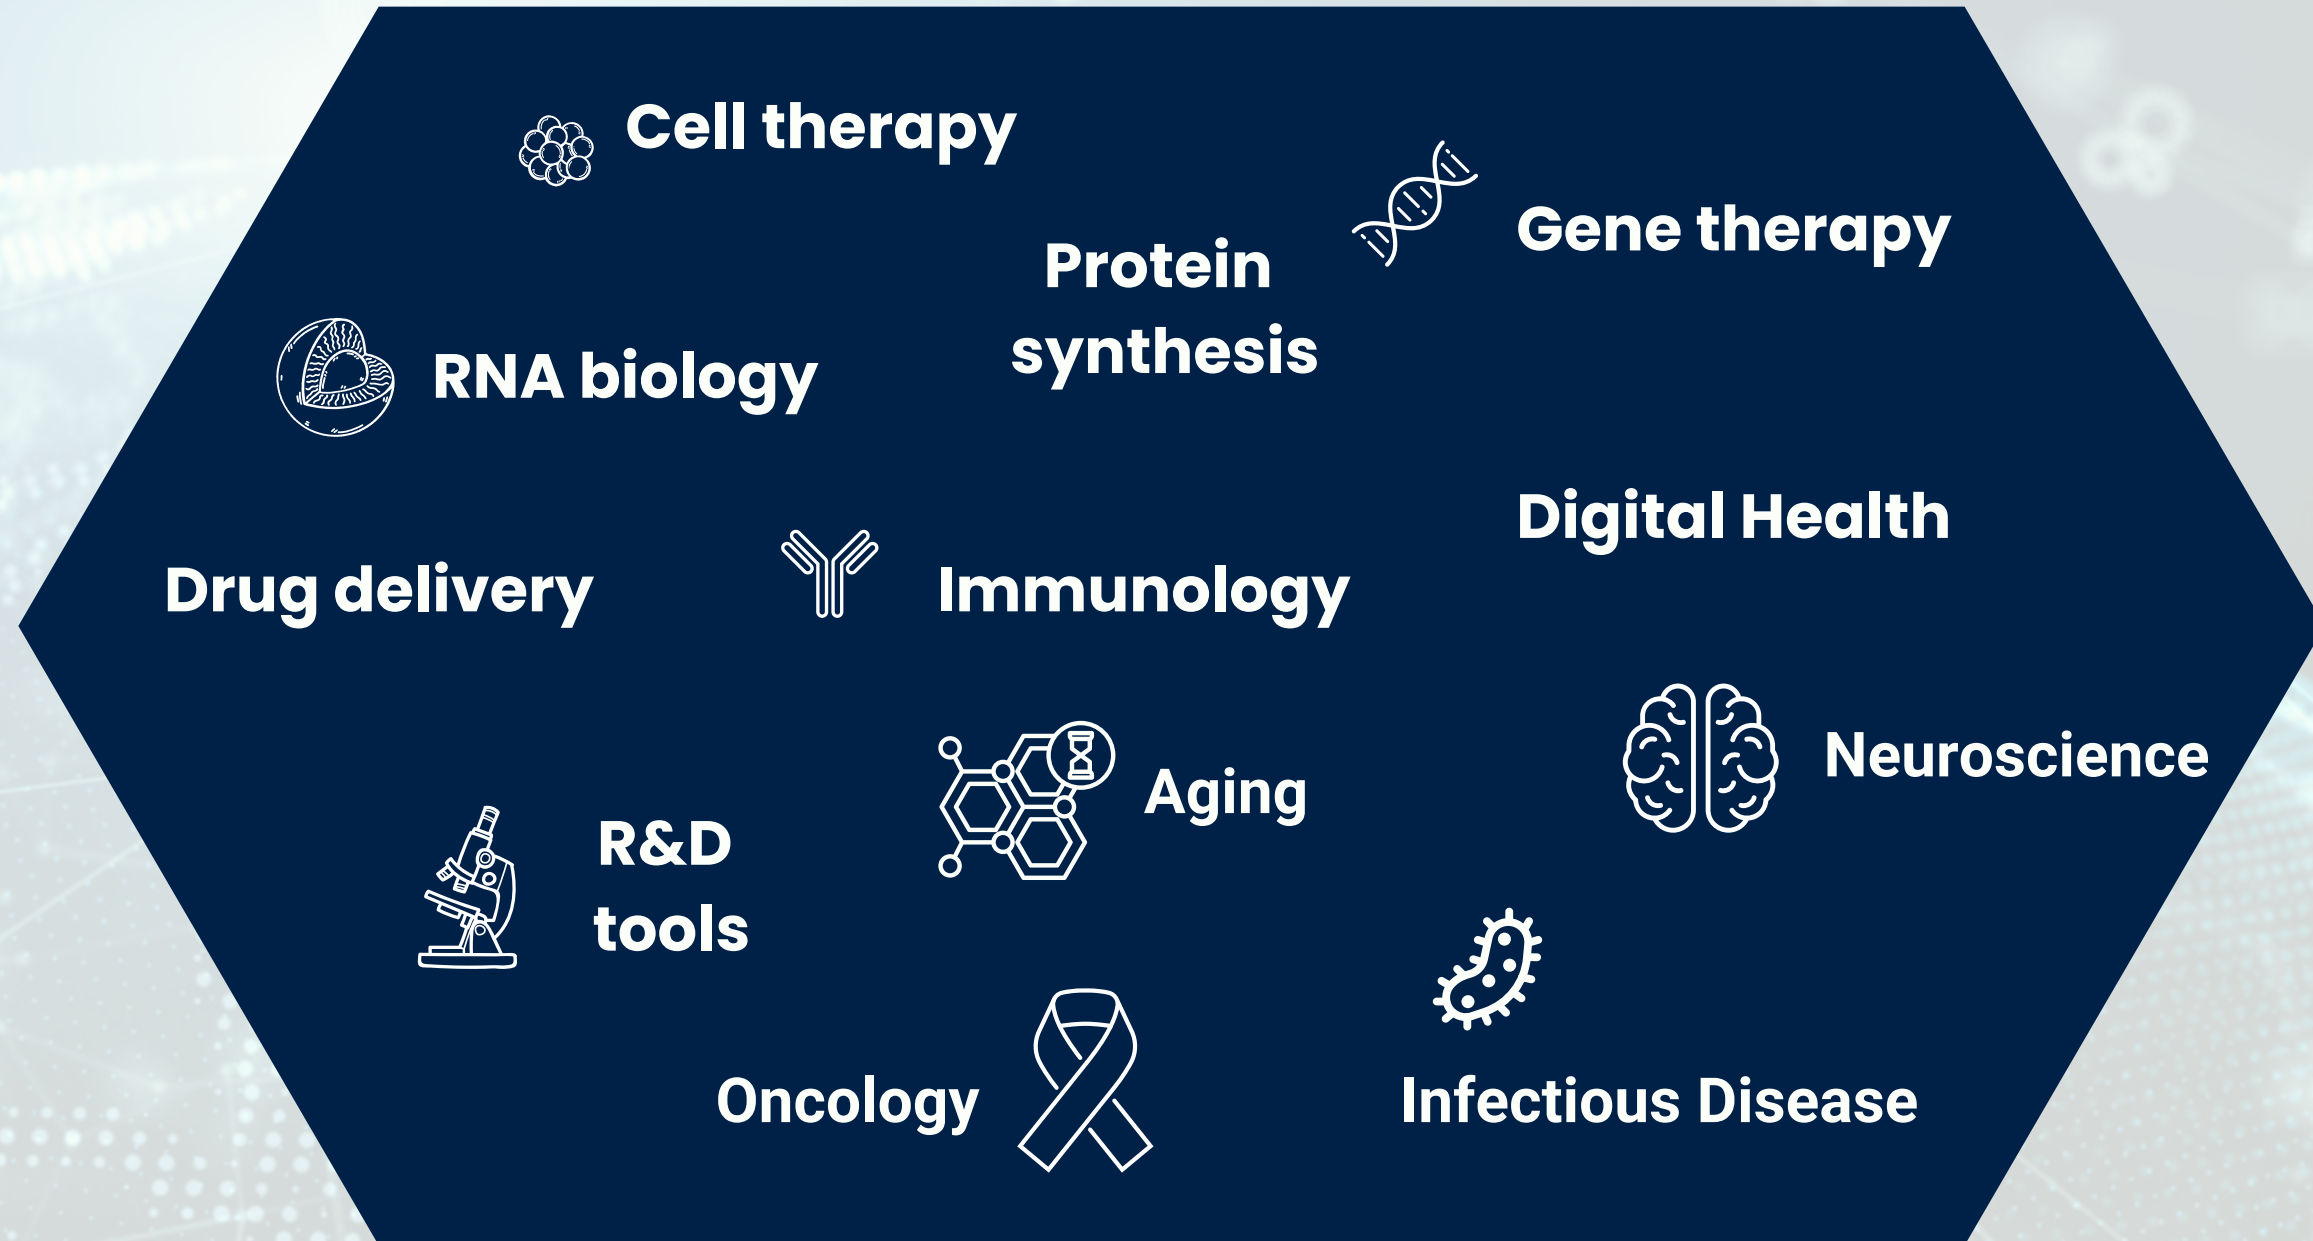 Cell therapy
Gene therapy
Protein
synthesis
RNA biology
Digital Health
Drug delivery
Immunology
Neuroscience
Aging
R&D
tools
Oncology
Infectious Disease